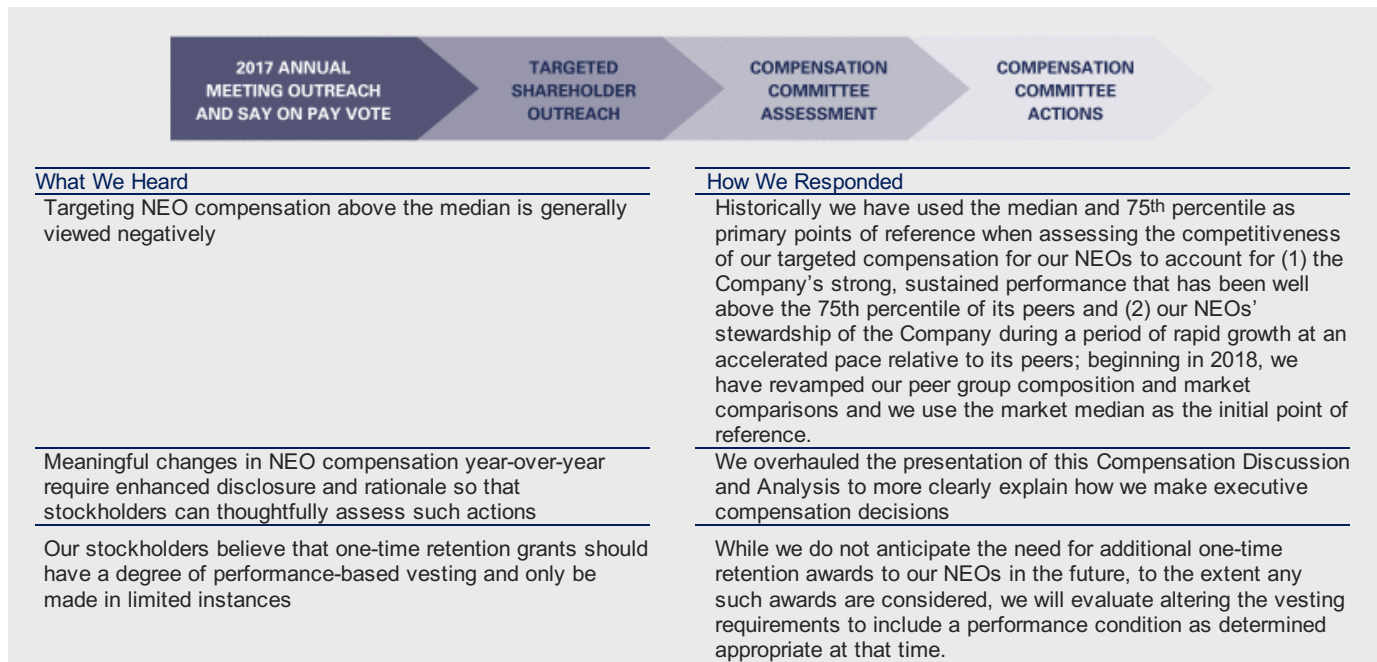 2017 ANNUAL
MEETING OUTREACH
AND SAY ON PAY VOTE
TARGETED
SHAREHOLDER
OUTREACH
COMPENSATION
COMMITTEE
ASSESSMENT
COMPENSATION
COMMITTEE
ACTIONS
What We Heard
How We Responded
Targeting NEO compensation above the median is generally
viewed negatively
Historically we have used the median and 75th percentile as
primary points of reference when assessing the competitiveness
of our targeted compensation for our NEOs to account for (1) the
Company’s strong, sustained performance that has been well
above the 75th percentile of its peers and (2) our NEOs’
stewardship of the Company during a period of rapid growth at an
accelerated pace relative to its peers; beginning in 2018, we
have revamped our peer group composition and market
comparisons and we use the market median as the initial point of
reference.
Meaningful changes in NEO compensation year-over-year
require enhanced disclosure and rationale so that
stockholders can thoughtfully assess such actions
We overhauled the presentation of this Compensation Discussion
and Analysis to more clearly explain how we make executive
compensation decisions
Our stockholders believe that one-time retention grants should
have a degree of performance-based vesting and only be
made in limited instances
While we do not anticipate the need for additional one-time
retention awards to our NEOs in the future, to the extent any
such awards are considered, we will evaluate altering the vesting
requirements to include a performance condition as determined
appropriate at that time.